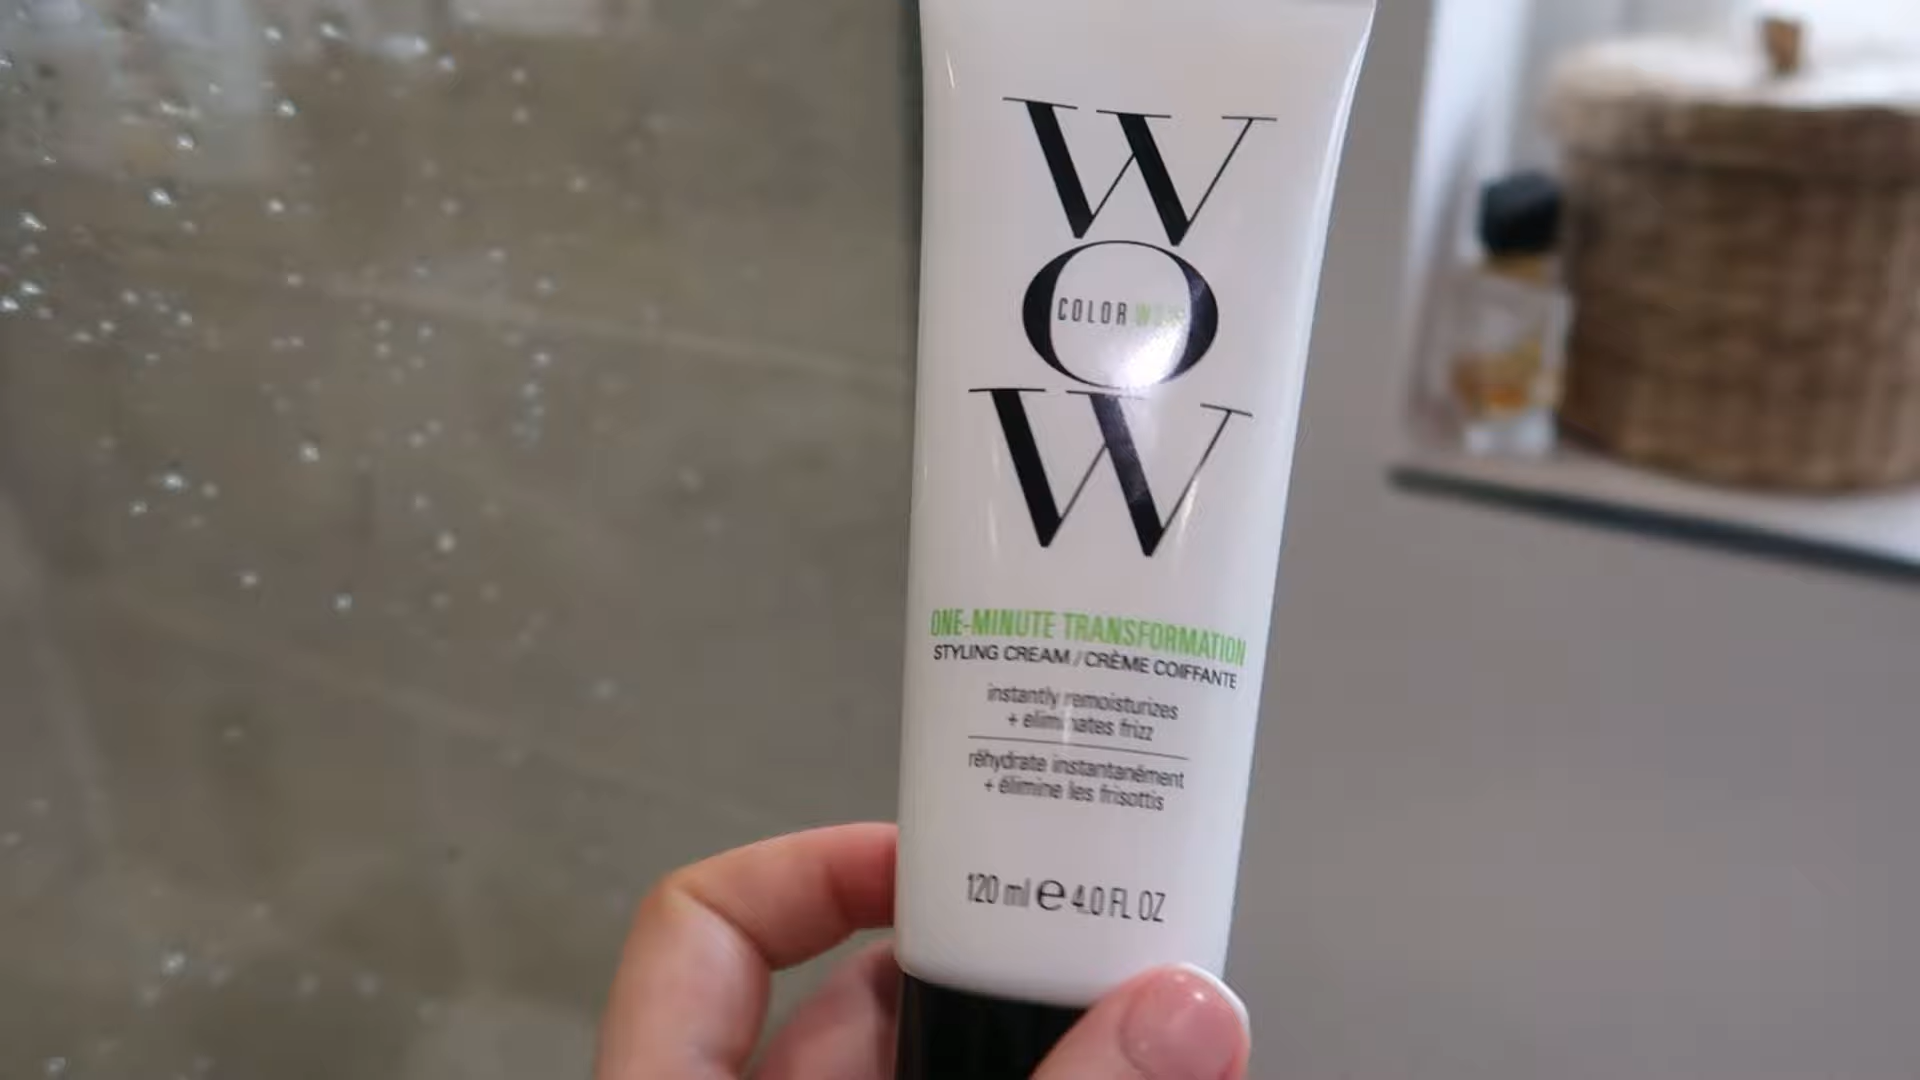 W
O
COLOR WOW
W
ONE-MINUTE TRANSFORMATION
STYLING CREAM / CRÈME COIFFANTE
instantly remoisturizes
+ eliminates frizz
réhydrate instantanément
+ élimine les frisottis
120 ml e 4.0 FL OZ